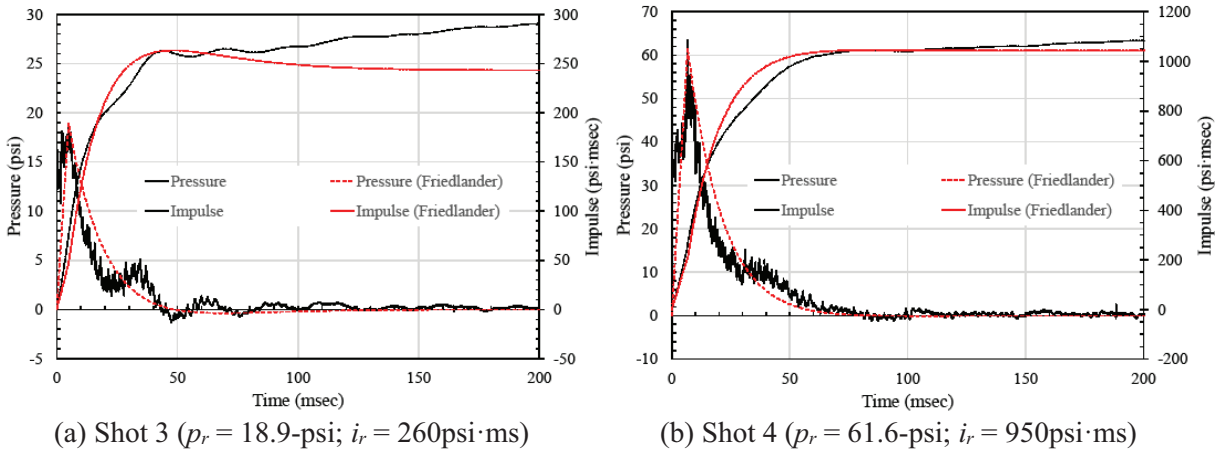 30
25
20
15
10
5
0
-5
Pressure (psi)
300
250
200
150
100
50
0
-50
Impulse (psi·msec)
Pressure
Pressure (Friedlander)
Impulse
Impulse (Friedlander)
0 50 100 150 200
Time (msec)
(a) Shot 3 (pr = 18.9-psi; ir = 260psi·ms)
70
60
50
40
30
20
10
0
-10
Pressure (psi)
1200
1000
800
600
400
200
0
-200
Impulse (psi·msec)
Pressure
Pressure (Friedlander)
Impulse
Impulse (Friedlander)
0 50 100 150 200
Time (msec)
(b) Shot 4 (pr = 61.6-psi; ir = 950psi·ms)